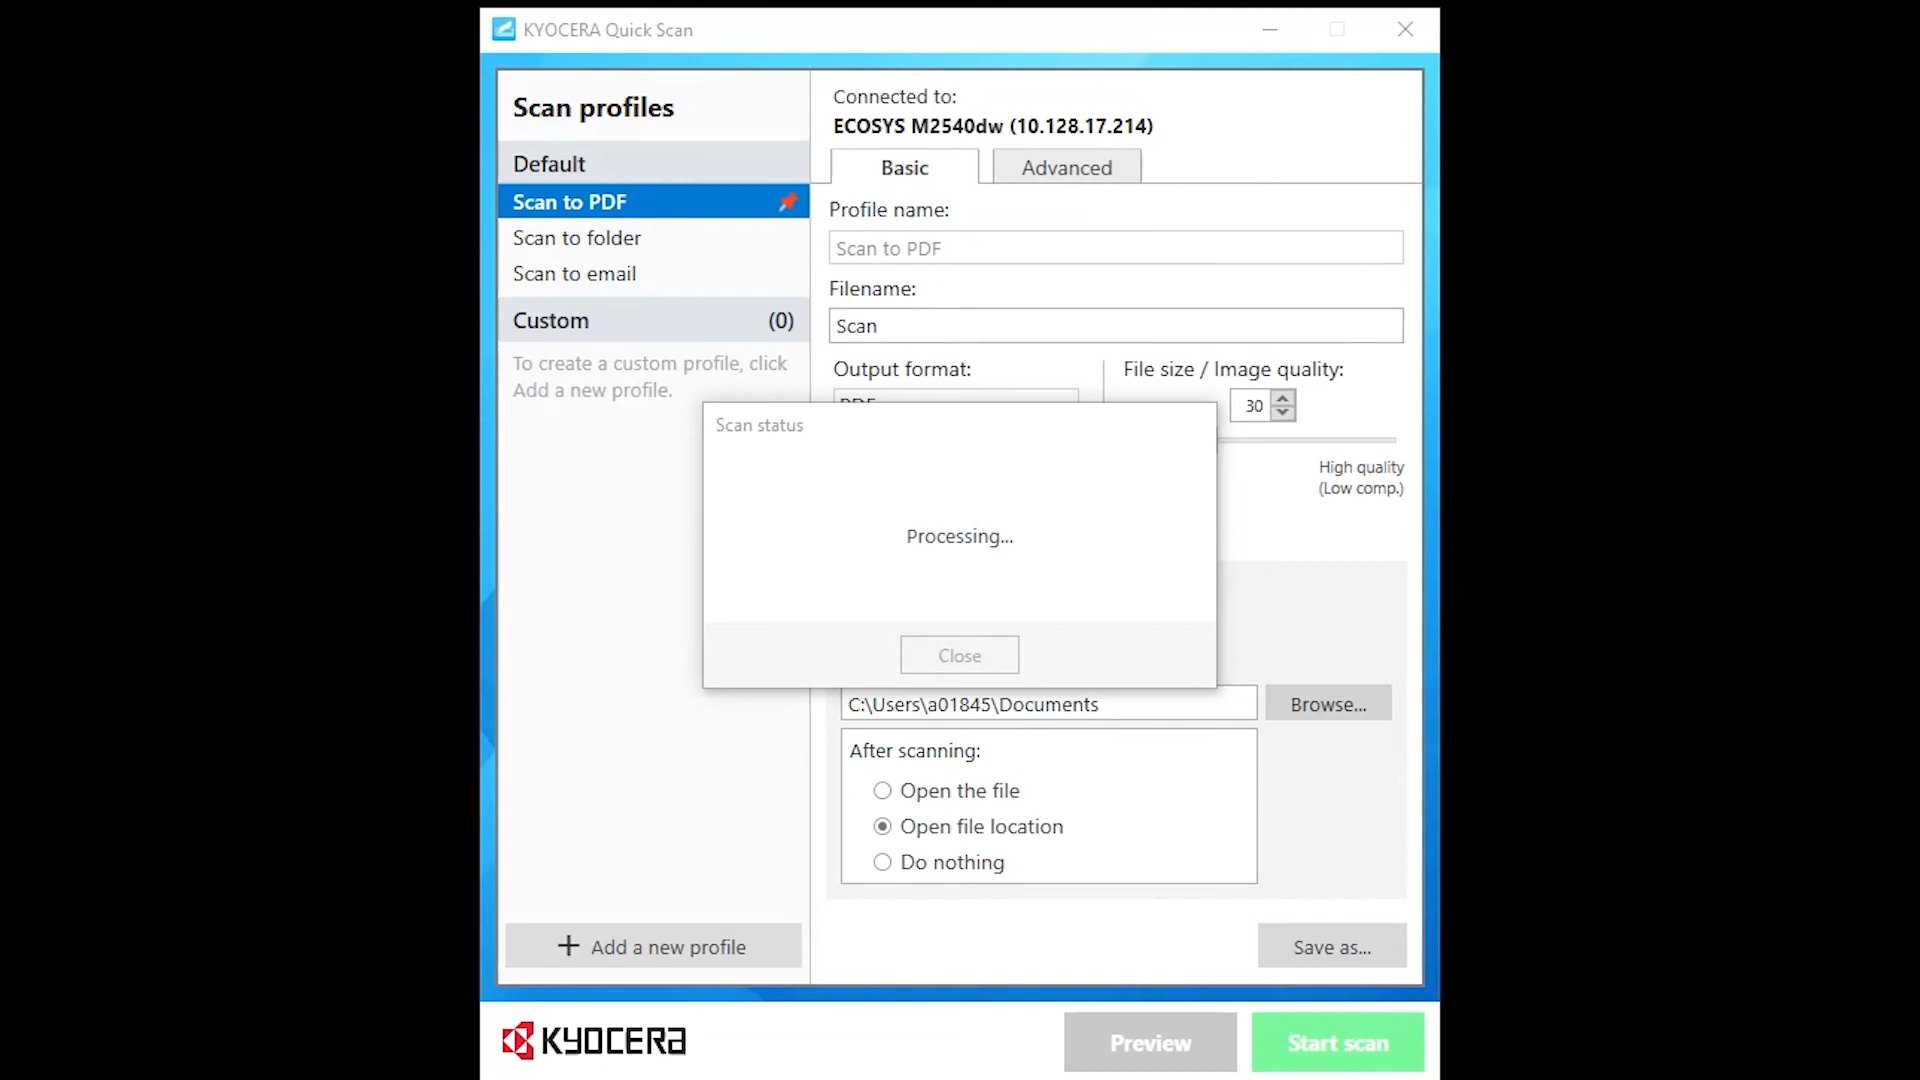 KYOCERA Quick Scan
Scan profiles
Default
Scan to PDF
Scan to folder
Scan to email
Custom (0)
To create a custom profile, click
Add a new profile.
+ Add a new profile
Connected to:
ECOSYS M2540dw (10.128.17.214)
Basic Advanced
Profile name:
Scan to PDF
Filename:
Scan
Output format: File size / Image quality:
PDF 30
High quality
(Low comp.)
Scan status
Processing...
Close
C:\Users\a01845\Documents Browse...
After scanning:
Open the file
Open file location
Do nothing
Save as...
KYOCERA Preview Start scan